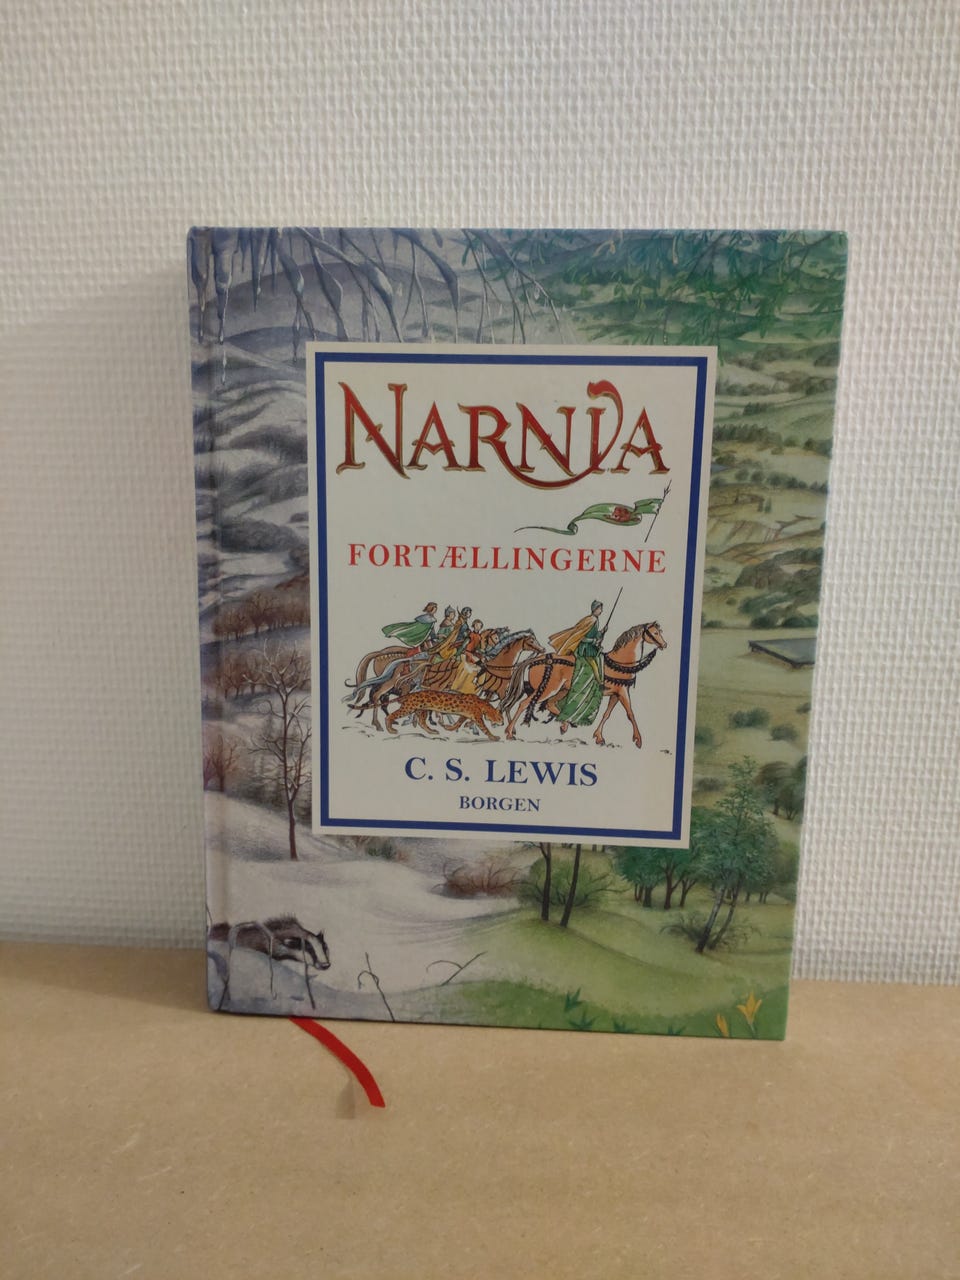 NARNIA
FORTÆLLINGERNE
C. S. LEWIS
BORGEN